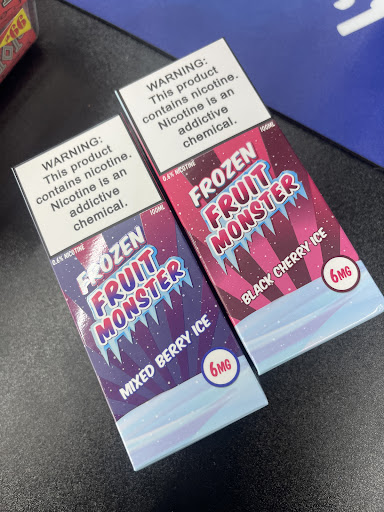 WARNING:
This product
contains nicotine.
Nicotine is an
addictive
chemical.
0.6% NICOTINE
100ML
FROZEN
FRUIT
MONSTER
MIXED BERRY ICE
6MG
WARNING:
This product
contains nicotine.
Nicotine is an
addictive
chemical.
0.6% NICOTINE
100ML
FROZEN
FRUIT
MONSTER
BLACK CHERRY ICE
6MG